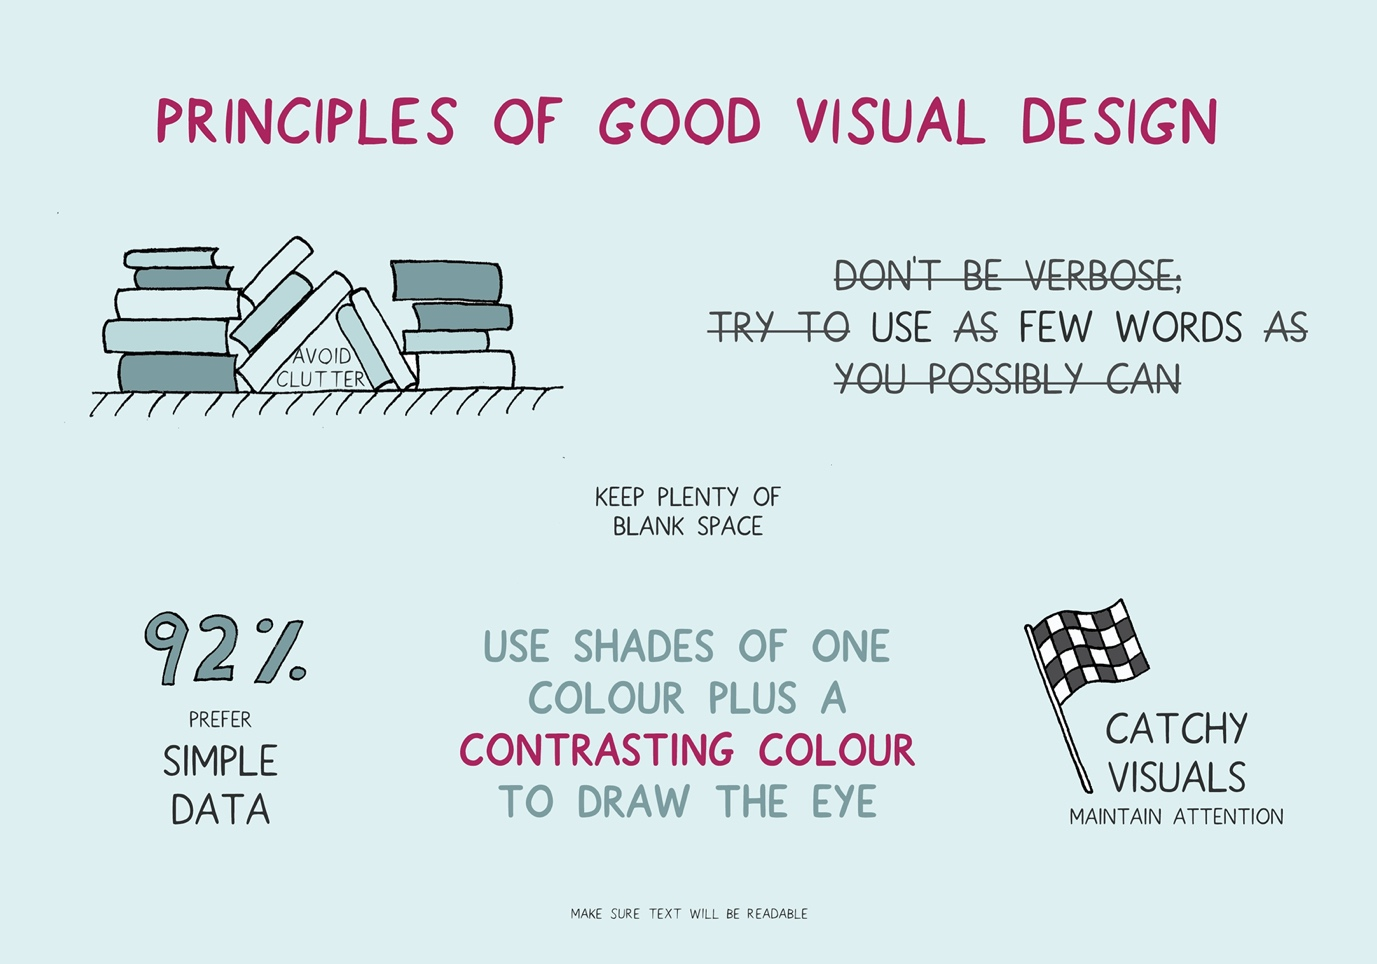 PRINCIPLES OF GOOD VISUAL DESIGN
AVOID
CLUTTER
DON'T BE VERBOSE;
TRY TO USE AS FEW WORDS AS
YOU POSSIBLY CAN
KEEP PLENTY OF
BLANK SPACE
92%
PREFER
SIMPLE
DATA
USE SHADES OF ONE
COLOUR PLUS A
CONTRASTING COLOUR
TO DRAW THE EYE
CATCHY
VISUALS
MAINTAIN ATTENTION
MAKE SURE TEXT WILL BE READABLE